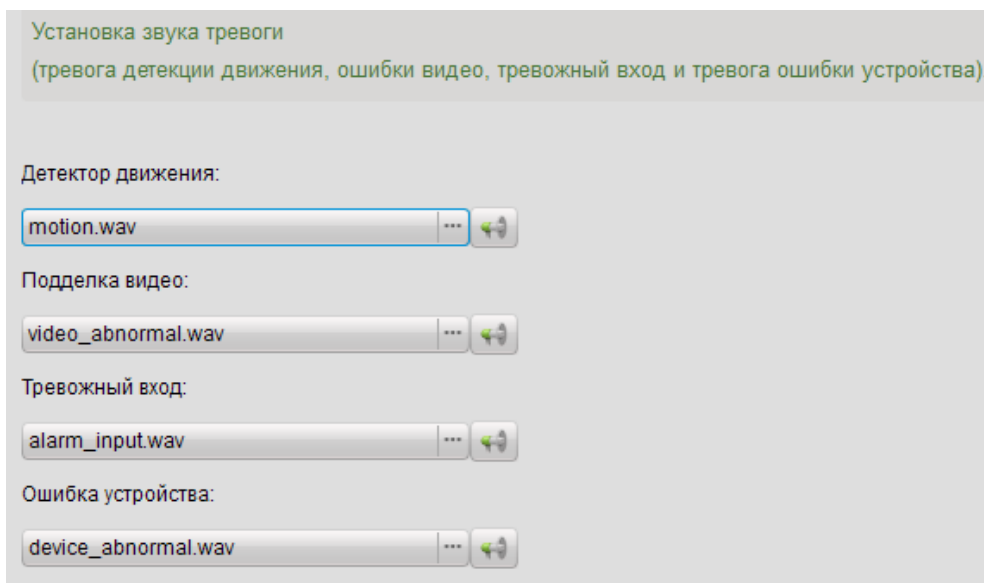 Установка звука тревоги
(тревога детекции движения, ошибки видео, тревожный вход и тревога ошибки устройства)
Детектор движения:
motion.wav ...
Подделка видео:
video_abnormal.wav ...
Тревожный вход:
alarm_input.wav ...
Ошибка устройства:
device_abnormal.wav ...